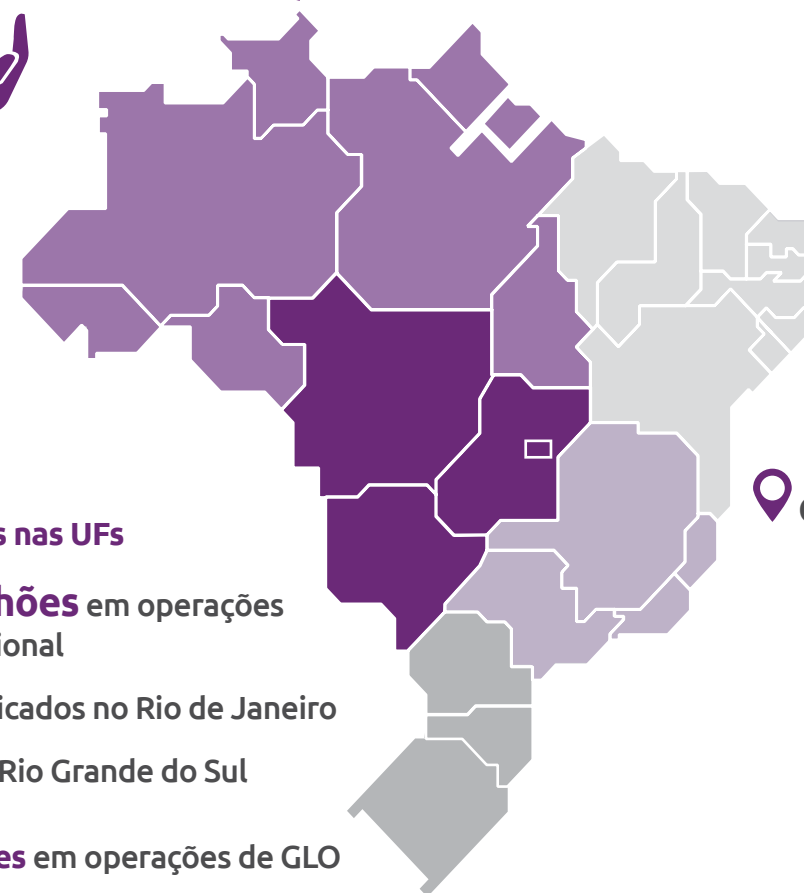 s nas UFs
hões em operações
ional
icados no Rio de Janeiro
Rio Grande do Sul
es em operações de GLO